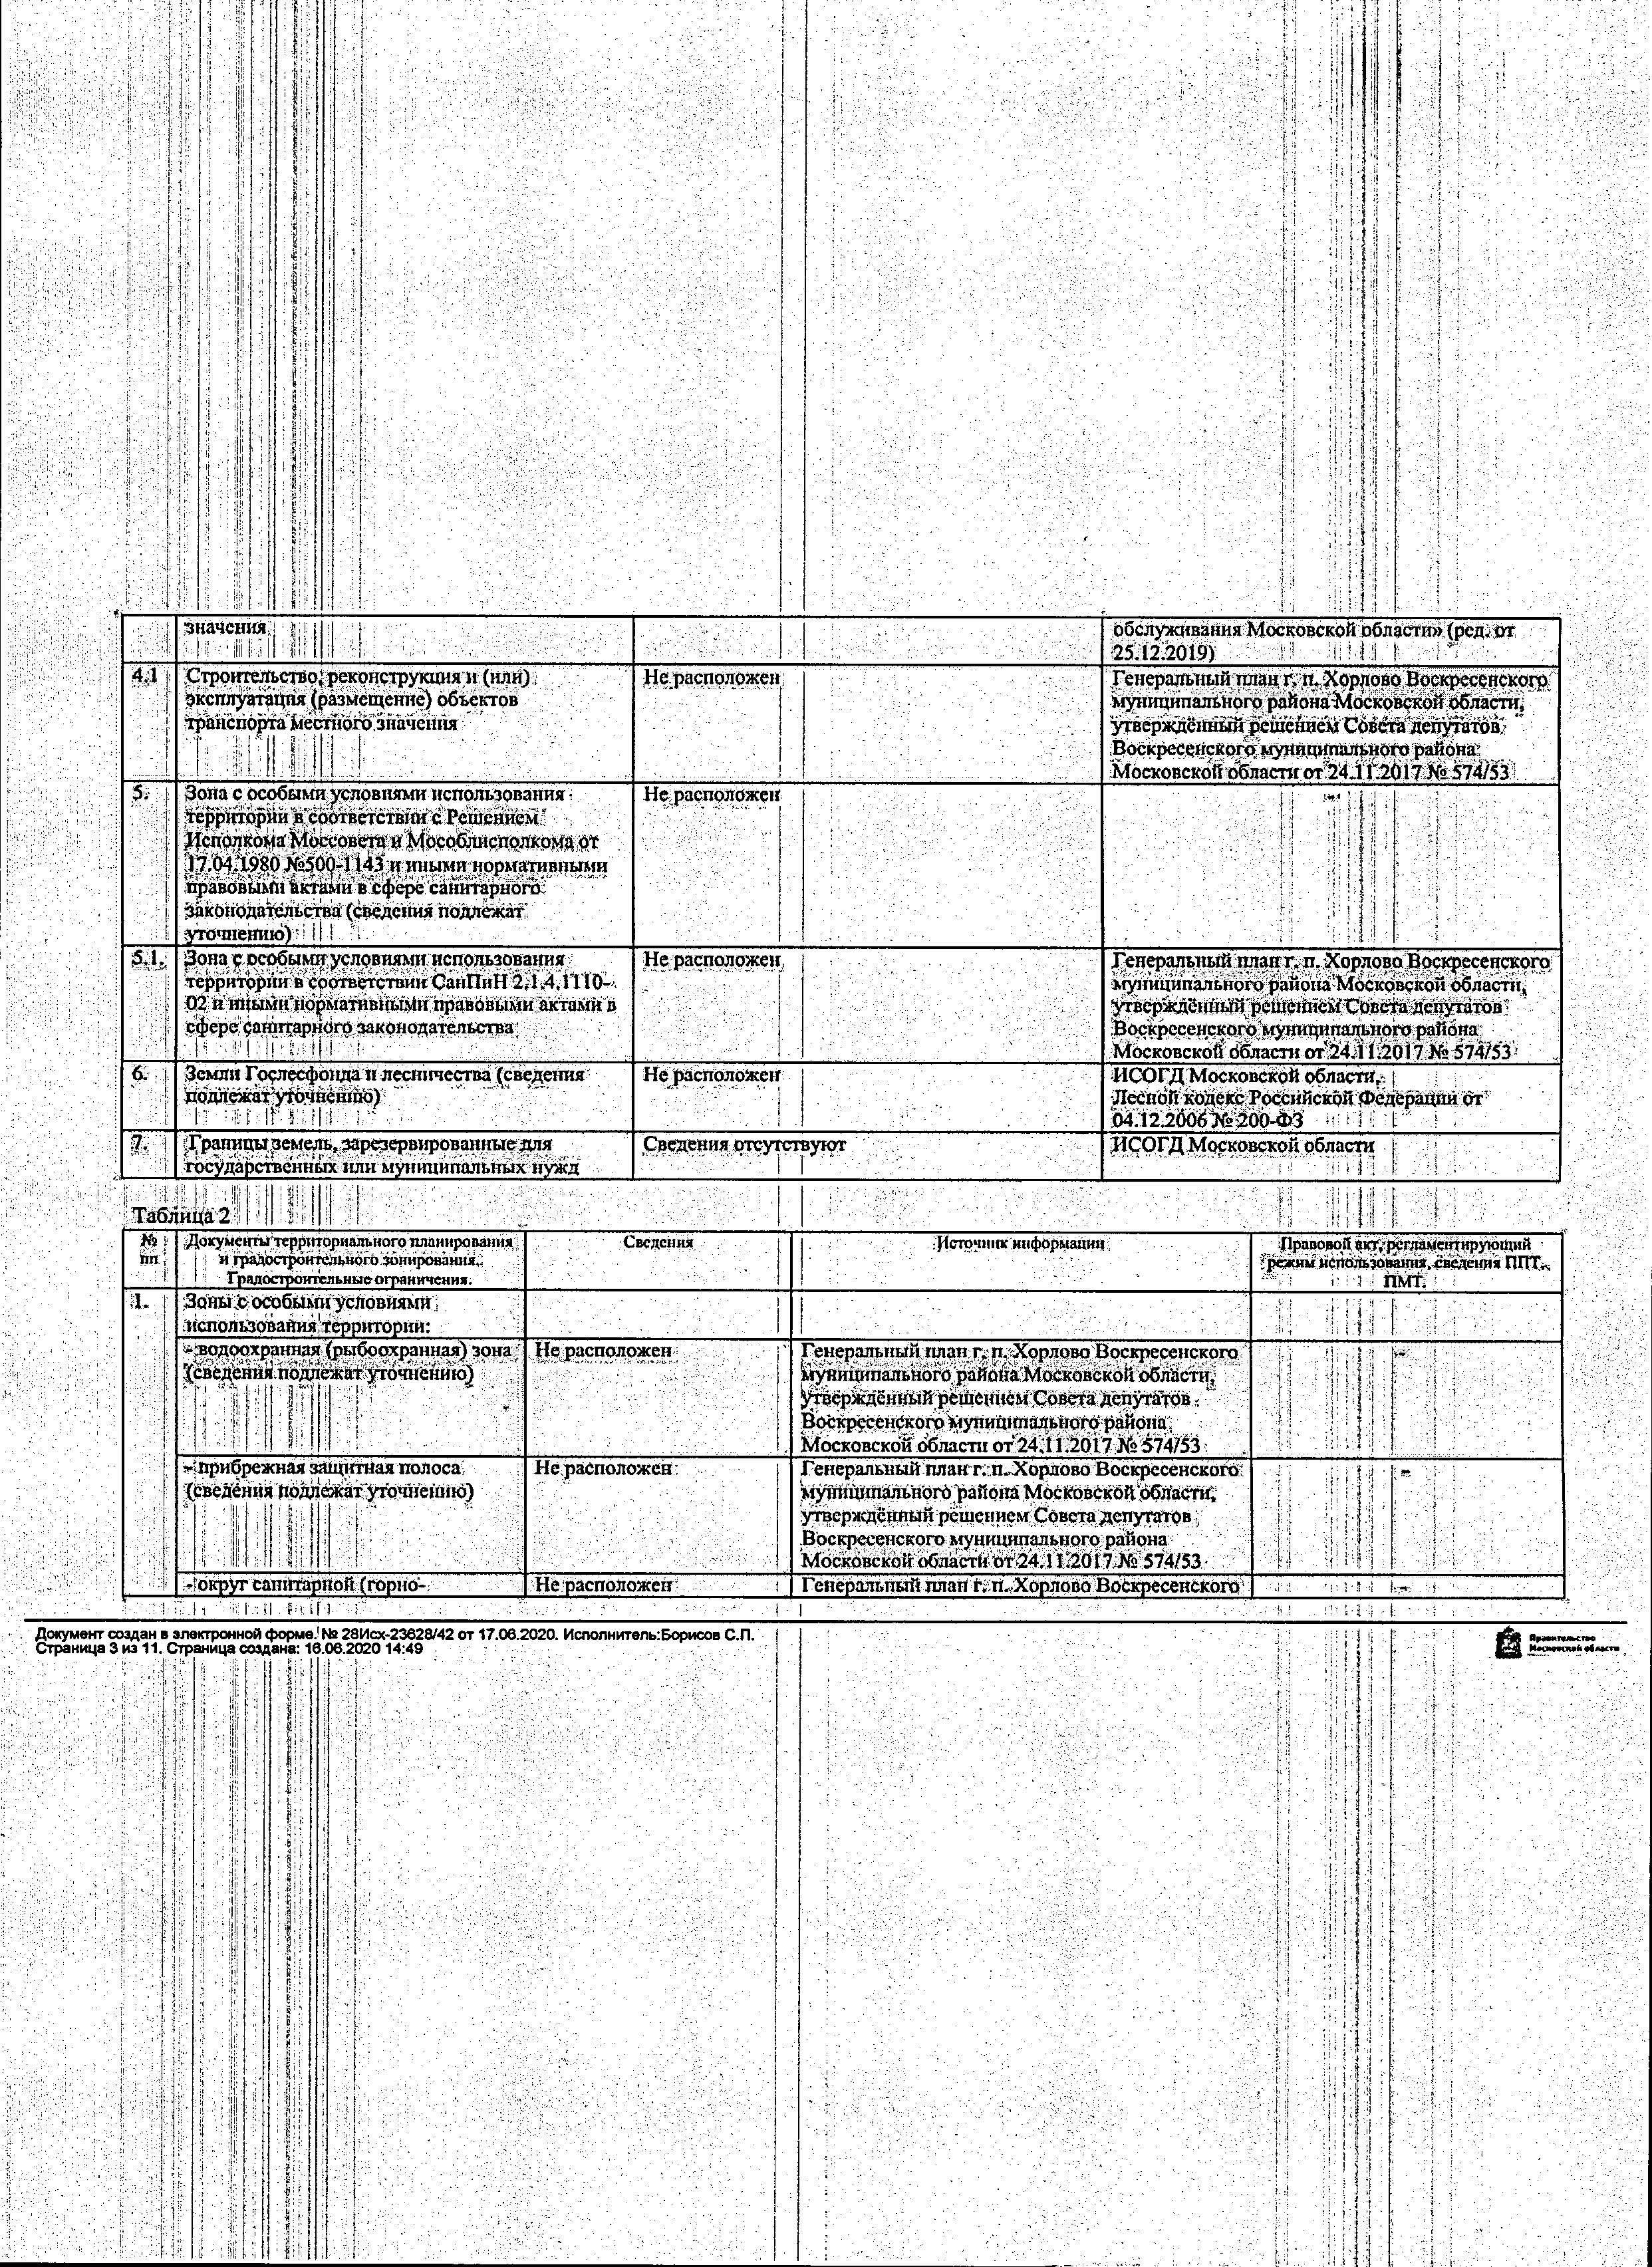 значения
обслуживания Московской области» (ред. от
25.12.2019)
4.1
Строительство, реконструкция и (или)
эксплуатация (размещение) объектов
транспорта местного значения
Не расположен
Генеральный план г. п. Хорлово Воскресенского
муниципального района Московской области,
утверждённый решением Совета депутатов
Воскресенского муниципального района
Московской области от 24.11.2017 № 574/53
5.
Зона с особыми условиями использования
территории в соответствии с Решением
Исполкома Моссовета и Мособлисполкома от
17.04.1980 №500-1143 и иными нормативными
правовыми актами в сфере санитарного
законодательства (сведения подлежат
уточнению)
Не расположен
-
5.1.
Зона с особыми условиями использования
территории в соответствии СанПиН 2.1.4.1110-
02 и иными нормативными правовыми актами в
сфере санитарного законодательства
Не расположен
Генеральный план г. п. Хорлово Воскресенского
муниципального района Московской области,
утверждённый решением Совета депутатов
Воскресенского муниципального района
Московской области от 24.11.2017 № 574/53
6.
Земли Гослесфонда и лесничества (сведения
подлежат уточнению)
Не расположен
ИСОГД Московской области,
Лесной кодекс Российской Федерации от
04.12.2006 № 200-ФЗ
7.
Границы земель, зарезервированные для
государственных или муниципальных нужд
Сведения отсутствуют
ИСОГД Московской области
Таблица 2
№
пп
Документы территориального планирования
и градостроительного зонирования.
Градостроительные ограничения.
Сведения
Источник информации
Правовой акт, регламентирующий
режим использования, сведения ППТ,
ПМТ.
1.
Зоны с особыми условиями
использования территории:
- водоохранная (рыбоохранная) зона
(сведения подлежат уточнению)
Не расположен
Генеральный план г. п. Хорлово Воскресенского
муниципального района Московской области,
утверждённый решением Совета депутатов
Воскресенского муниципального района
Московской области от 24.11.2017 № 574/53
-
- прибрежная защитная полоса
(сведения подлежат уточнению)
Не расположен
Генеральный план г. п. Хорлово Воскресенского
муниципального района Московской области,
утверждённый решением Совета депутатов
Воскресенского муниципального района
Московской области от 24.11.2017 № 574/53
-
- округ санитарной (горно-
Не расположен
Генеральный план г. п. Хорлово Воскресенского
-
Документ создан в электронной форме. № 28Исх-23628/42 от 17.06.2020. Исполнитель:Борисов С.П.
Страница 3 из 11. Страница создана: 16.06.2020 14:49
Правительство
Московской области